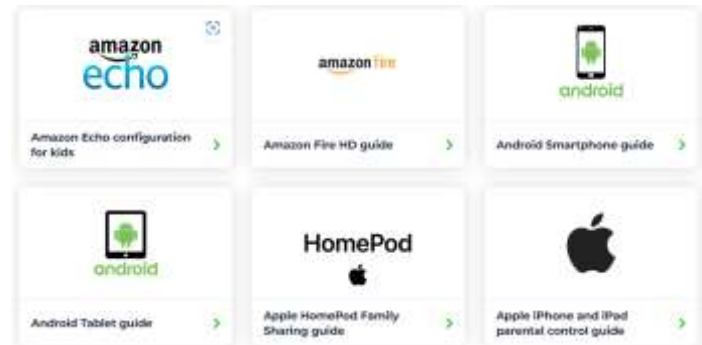 amazon
echo
amazon fire
android
Amazon Echo configuration
for kids
Amazon Fire HD guide
Android Smartphone guide
android
HomePod
Android Tablet guide
Apple HomePod Family
Sharing guide
Apple iPhone and iPad
parental control guide